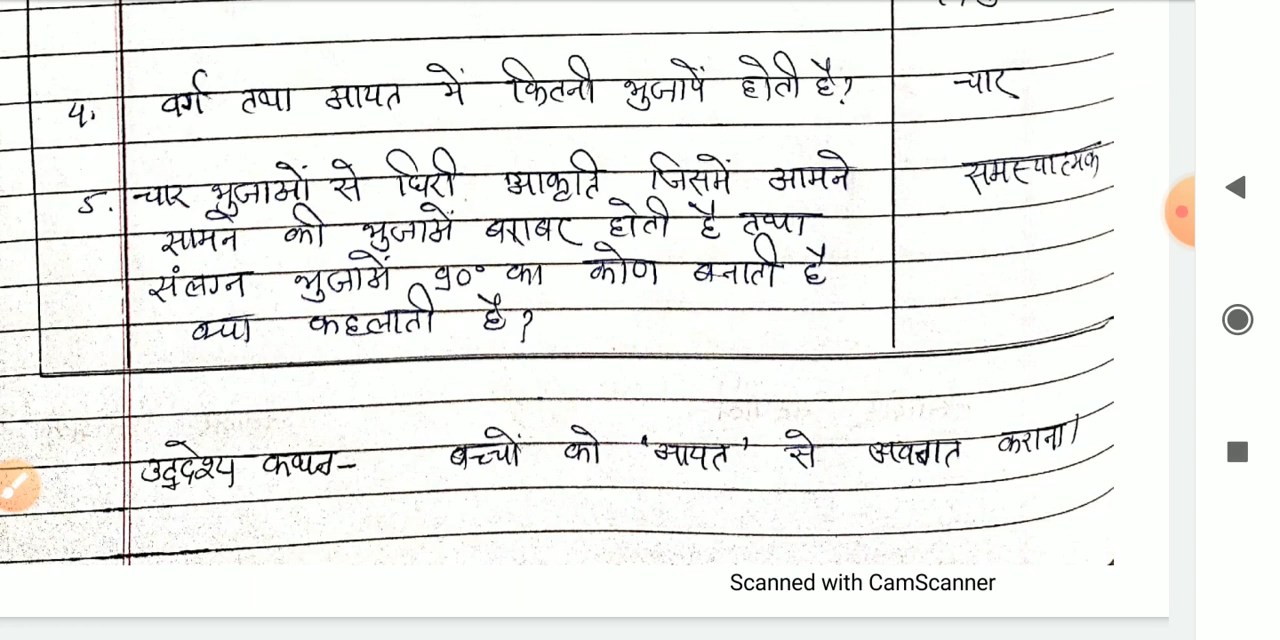 4. वर्ग तथा आयत में कितनी भुजायें होती है? चार
5. चार भुजाओं से घिरी आकृति जिसमें आमने समस्यात्मक
सामने की भुजायें बराबर होती है तथा
संलग्न भुजायें 90° का कोण बनाती है
क्या कहलाती है?
उद्देश्य कथन- बच्चों को 'आयत' से अवगत कराना।
Scanned with CamScanner